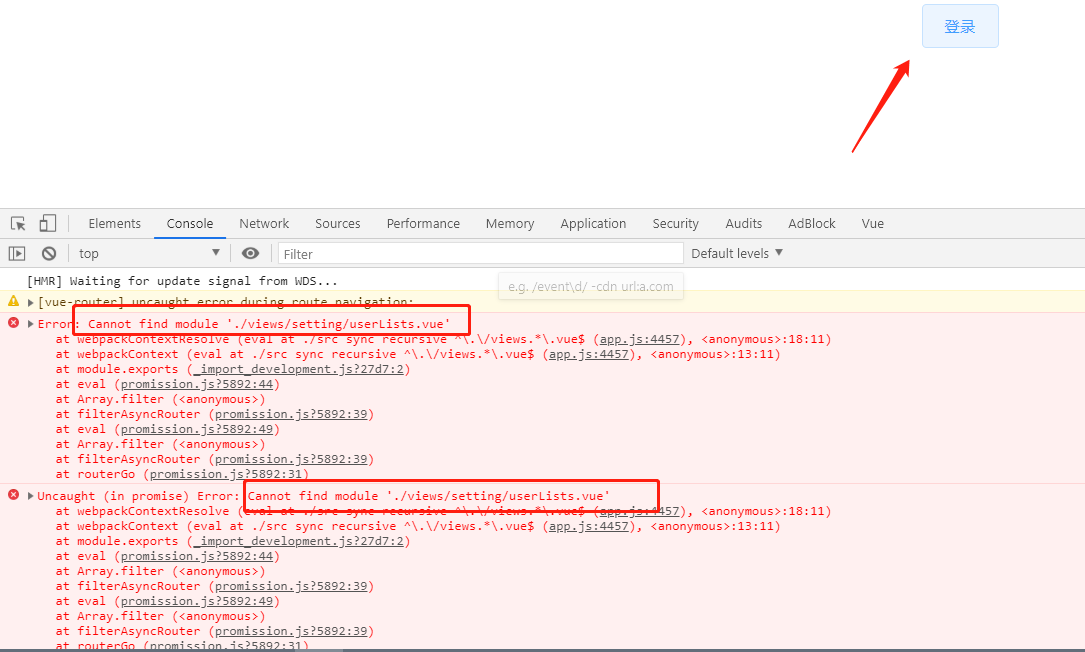 登录
Elements Console Network Sources Performance Memory Application Security Audits AdBlock Vue
top Filter Default levels
[HMR] Waiting for update signal from WDS...
e.g. /event\d/ -cdn url:a.com
[vue-router] uncaught error during route navigation:
Error: Cannot find module './views/setting/userLists.vue'
at webpackContextResolve (eval at ./src sync recursive ^\.\/views.*\.vue$ (app.js:4457), <anonymous>:18:11)
at webpackContext (eval at ./src sync recursive ^\.\/views.*\.vue$ (app.js:4457), <anonymous>:13:11)
at module.exports (_import_development.js?27d7:2)
at eval (promission.js?5892:44)
at Array.filter (<anonymous>)
at filterAsyncRouter (promission.js?5892:39)
at eval (promission.js?5892:49)
at Array.filter (<anonymous>)
at filterAsyncRouter (promission.js?5892:39)
at routerGo (promission.js?5892:31)
Uncaught (in promise) Error: Cannot find module './views/setting/userLists.vue'
at webpackContextResolve (eval at ./src sync recursive ^\.\/views.*\.vue$ (app.js:4457), <anonymous>:18:11)
at webpackContext (eval at ./src sync recursive ^\.\/views.*\.vue$ (app.js:4457), <anonymous>:13:11)
at module.exports (_import_development.js?27d7:2)
at eval (promission.js?5892:44)
at Array.filter (<anonymous>)
at filterAsyncRouter (promission.js?5892:39)
at eval (promission.js?5892:49)
at Array.filter (<anonymous>)
at filterAsyncRouter (promission.js?5892:39)
at routerGo (promission.js?5892:31)